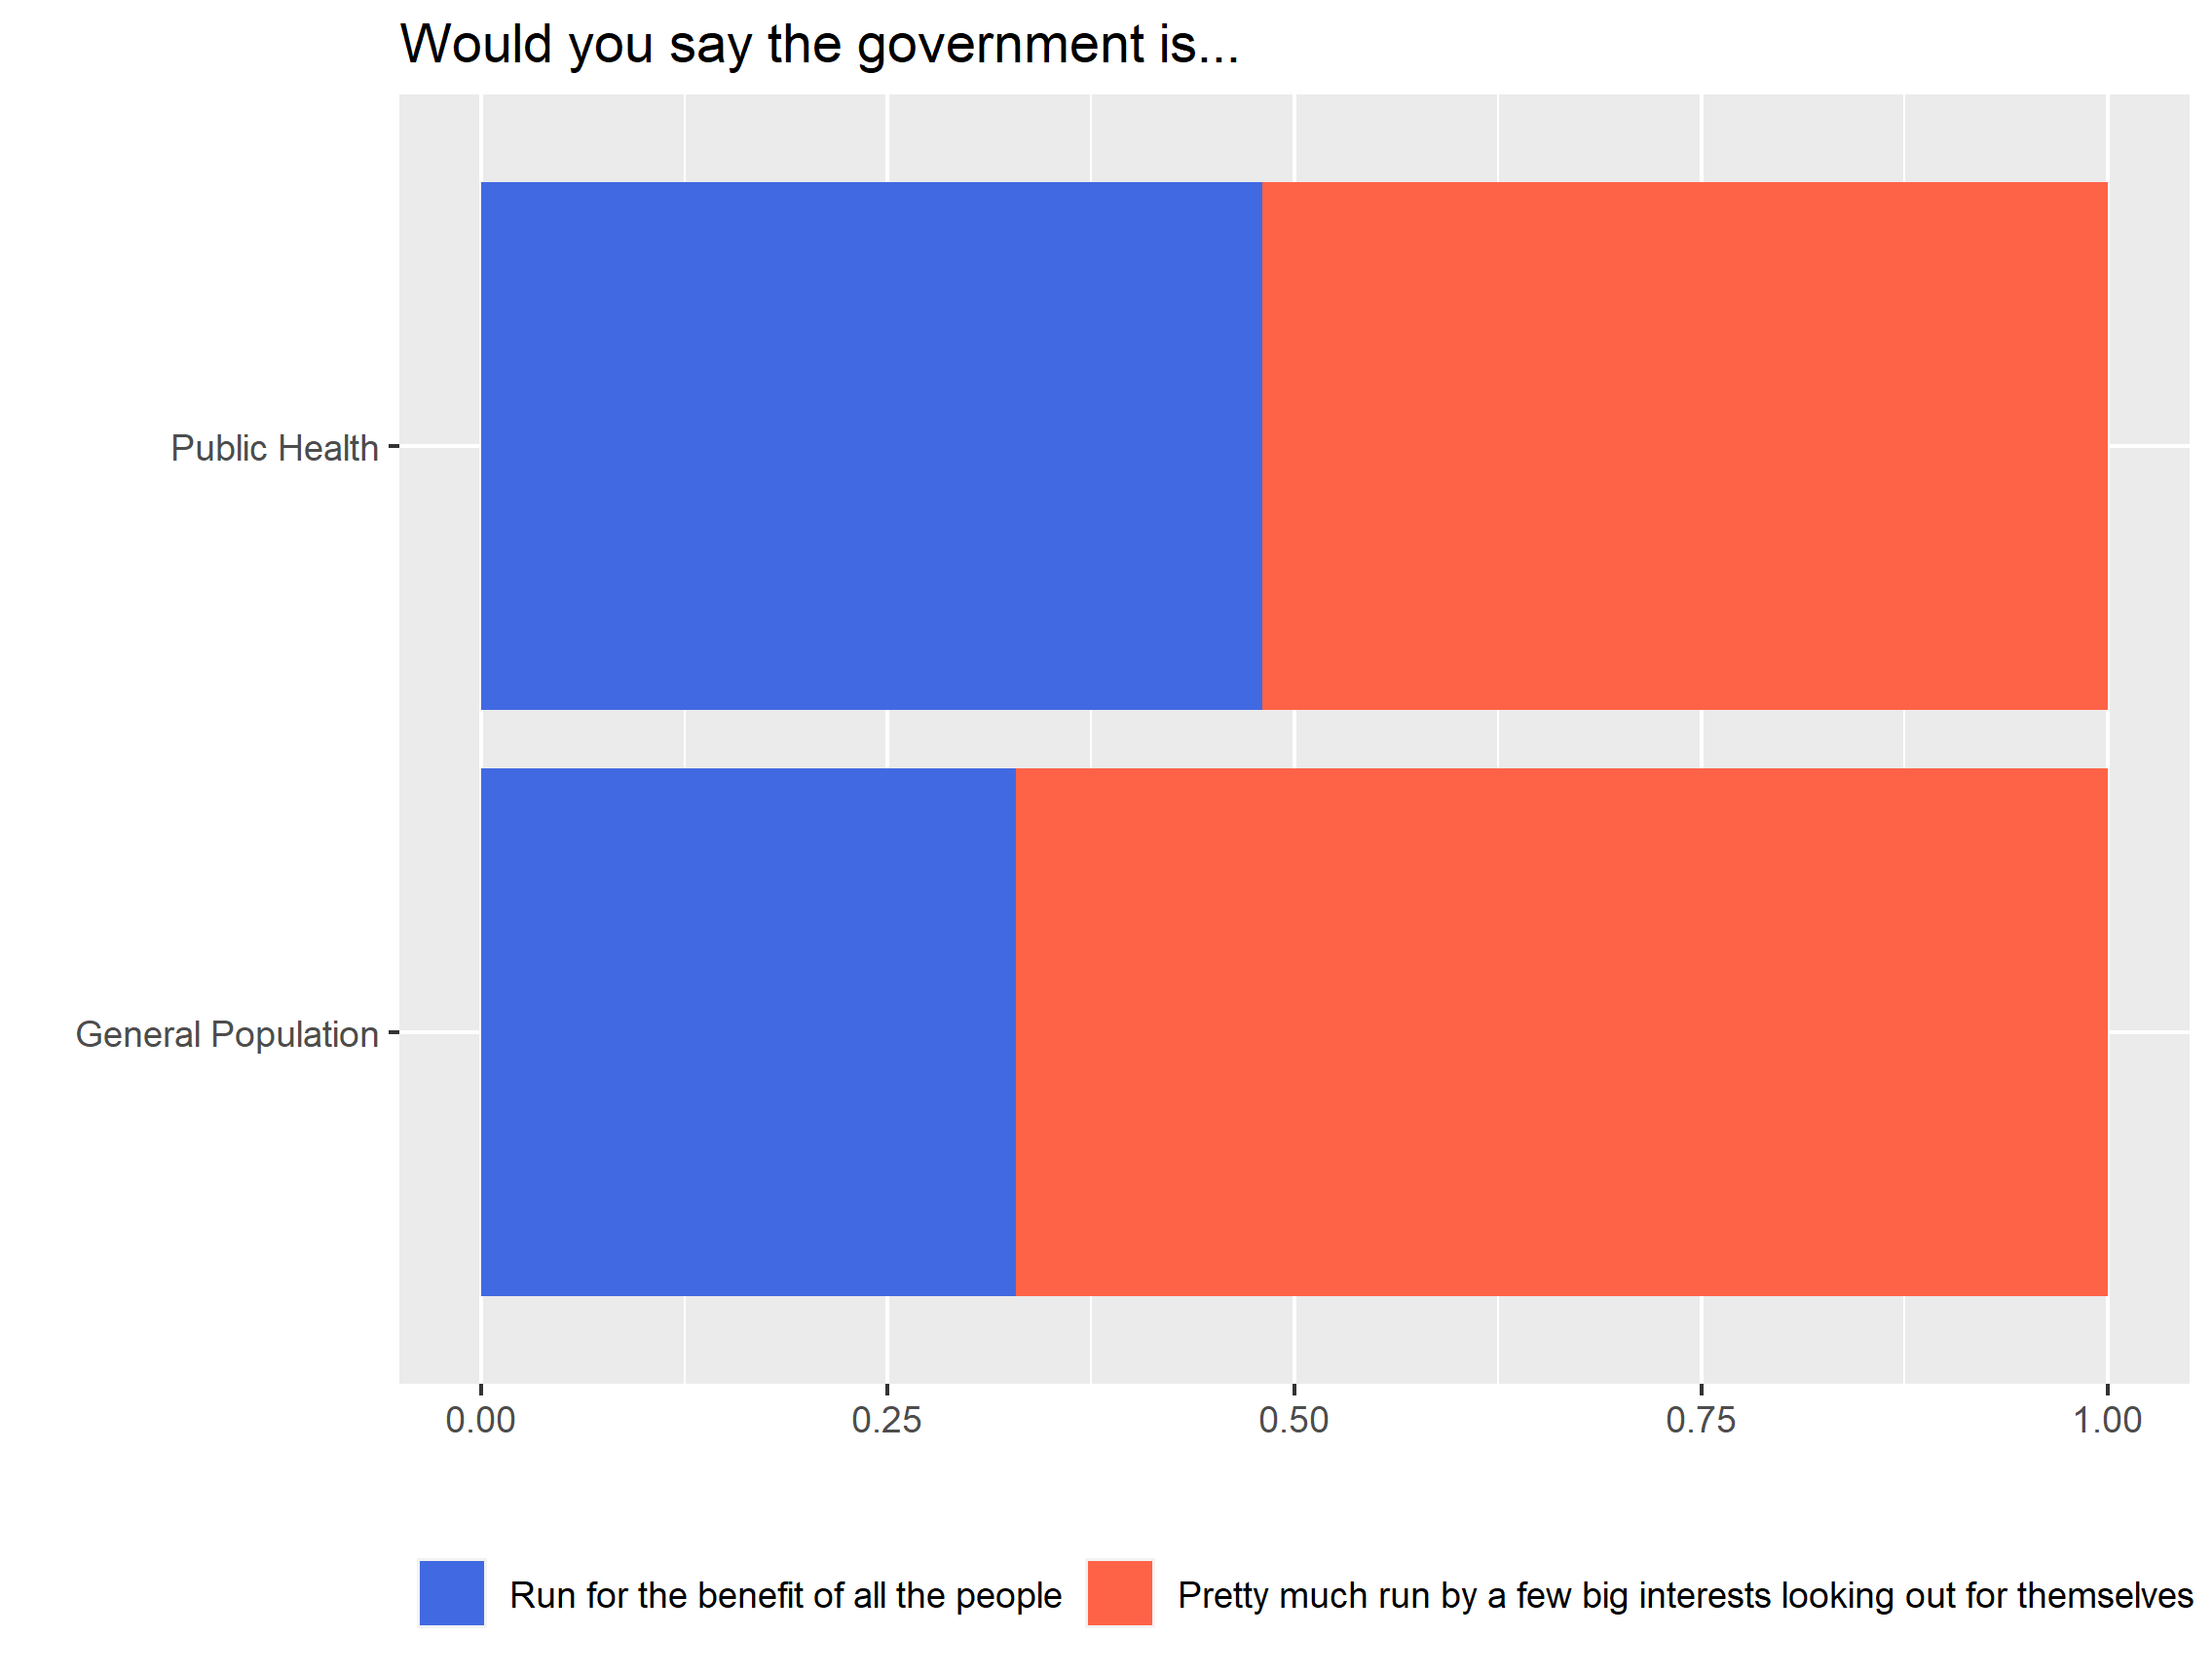 Would you say the government is...
Public Health
General Population
0.00 0.25 0.50 0.75 1.00
Run for the benefit of all the people Pretty much run by a few big interests looking out for themselves